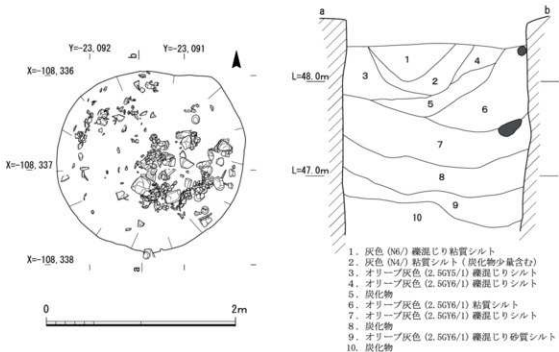 Y=-23,092
Y=-23,091
b
X=-108,336
X=-108,337
X=-108,338
a
0
2m
a
b
L=48.0m
L=47.0m
1
2
3
4
5
6
7
8
9
10
1. 灰色 (N6/) 礫混じり粘質シルト
2. 灰色 (N4/) 粘質シルト ( 炭化物少量含む)
3. オリーブ灰色 (2.5GY5/1) 礫混じりシルト
4. オリーブ灰色 (2.5GY6/1) 礫混じりシルト
5. 炭化物
6. オリーブ灰色 (2.5GY6/1) 粘質シルト
7. オリーブ灰色 (2.5GY6/1) 礫混じりシルト
8. 炭化物
9. オリーブ灰色 (2.5GY6/1) 礫混じり砂質シルト
10. 炭化物